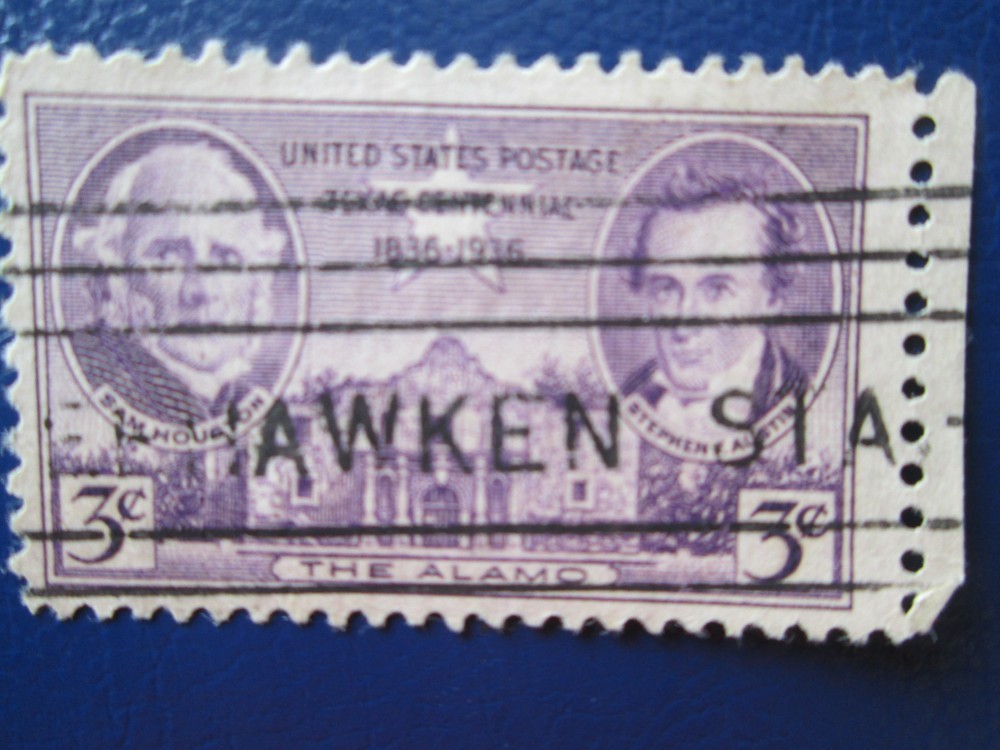 UNITED STATES POSTAGE
TEXAS CENTENNIAL
1836-1936
SAM HOUSTON
STEPHEN F. AUSTIN
AWKEN STA
3¢
3¢
THE ALAMO